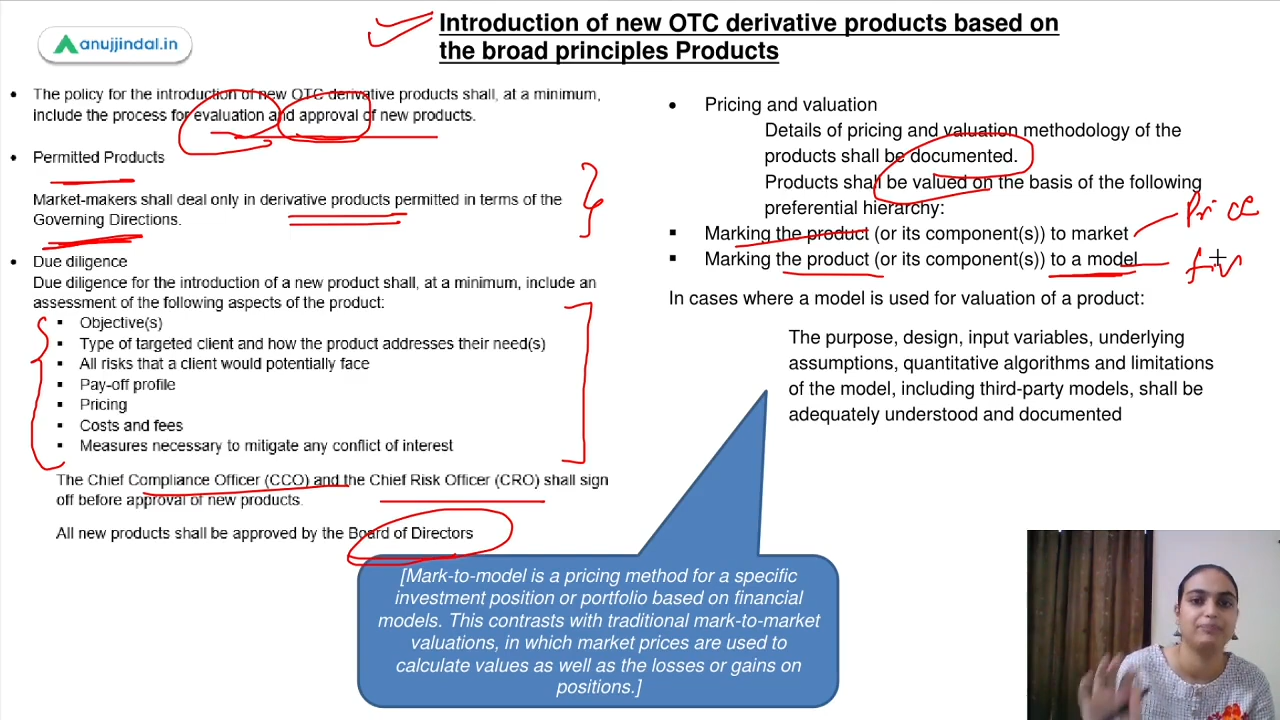 anujjindal.in
Introduction of new OTC derivative products based on
the broad principles Products
• The policy for the introduction of new OTC derivative products shall, at a minimum,
include the process for evaluation and approval of new products.
• Permitted Products
Market-makers shall deal only in derivative products permitted in terms of the
Governing Directions.
• Due diligence
Due diligence for the introduction of a new product shall, at a minimum, include an
assessment of the following aspects of the product:
▪ Objective(s)
▪ Type of targeted client and how the product addresses their need(s)
▪ All risks that a client would potentially face
▪ Pay-off profile
▪ Pricing
▪ Costs and fees
▪ Measures necessary to mitigate any conflict of interest
The Chief Compliance Officer (CCO) and the Chief Risk Officer (CRO) shall sign
off before approval of new products.
All new products shall be approved by the Board of Directors
• Pricing and valuation
Details of pricing and valuation methodology of the
products shall be documented.
Products shall be valued on the basis of the following
preferential hierarchy:
▪ Marking the product (or its component(s)) to market
Price
▪ Marking the product (or its component(s)) to a model
In cases where a model is used for valuation of a product:
The purpose, design, input variables, underlying
assumptions, quantitative algorithms and limitations
of the model, including third-party models, shall be
adequately understood and documented
[Mark-to-model is a pricing method for a specific
investment position or portfolio based on financial
models. This contrasts with traditional mark-to-market
valuations, in which market prices are used to
calculate values as well as the losses or gains on
positions.]